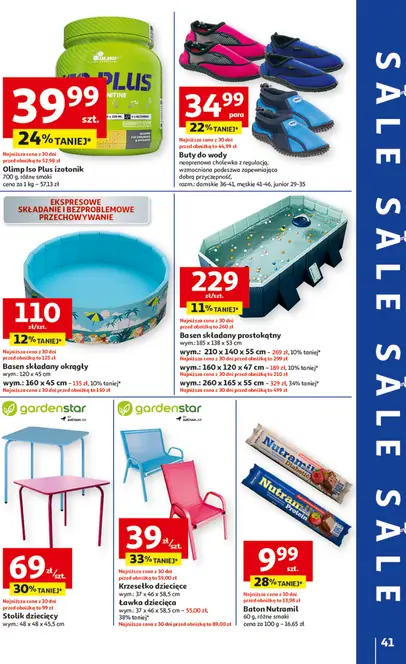 OLIMP
ISO PLUS
39 99
szt.
24% TANIEJ*
Najniższa cena z 30 dni
przed obniżką to 52,98 zł
Olimp Iso Plus izotonik
700 g, różne smaki
cena za 1 kg – 57,13 zł
34 99
para
22% TANIEJ*
Najniższa cena z 30 dni
przed obniżką to 44,99 zł
Buty do wody
neoprenowa cholewka z regulacją,
wzmocniona podeszwa zapewniająca
dobrą przyczepność,
rozm.: damskie 36-41, męskie 41-46, junior 29-35
EKSPRESOWE
SKŁADANIE I BEZPROBLEMOWE
PRZECHOWYWANIE
110
zł/szt.
12% TANIEJ*
Najniższa cena z 30 dni
przed obniżką to 125 zł
Basen składany okrągły
wym.: 120 x 45 cm
wym.: 160 x 45 cm – 135 zł, 10% taniej*
Najniższa cena z 30 dni przed obniżką to 150 zł
229
zł/szt.
11% TANIEJ*
Najniższa cena z 30 dni
przed obniżką to 260 zł
Basen składany prostokątny
wym.: 185 x 138 x 53 cm
wym.: 210 x 140 x 55 cm – 269 zł, 10% taniej*
Najniższa cena z 30 dni przed obniżką to 299 zł
wym.: 160 x 120 x 47 cm – 189 zł, 10% taniej*
Najniższa cena z 30 dni przed obniżką to 210 zł
wym.: 260 x 165 x 55 cm – 329 zł, 34% taniej*
Najniższa cena z 30 dni przed obniżką to 499 zł
gardenstar
69
zł/szt.
30% TANIEJ*
Najniższa cena z 30 dni
przed obniżką to 99 zł
Stolik dziecięcy
wym.: 48 x 48 x 45,5 cm
gardenstar
39
zł/szt.
33% TANIEJ*
Najniższa cena z 30 dni
przed obniżką to 59,00 zł
Krzesełko dziecięce
wym.: 37 x 46 x 58,5 cm
Ławka dziecięca
wym.: 37 x 46 x 58,5 cm – 55,00 zł,
38% taniej*
Najniższa cena z 30 dni przed obniżką to 89,00 zł
Nutramil
Nutramil
Protein
9 99
szt.
28% TANIEJ*
Najniższa cena z 30 dni
przed obniżką to 13,98 zł
Baton Nutramil
60 g, różne smaki
cena za 100 g – 16,65 zł
SALE SALE SALE SALE
41